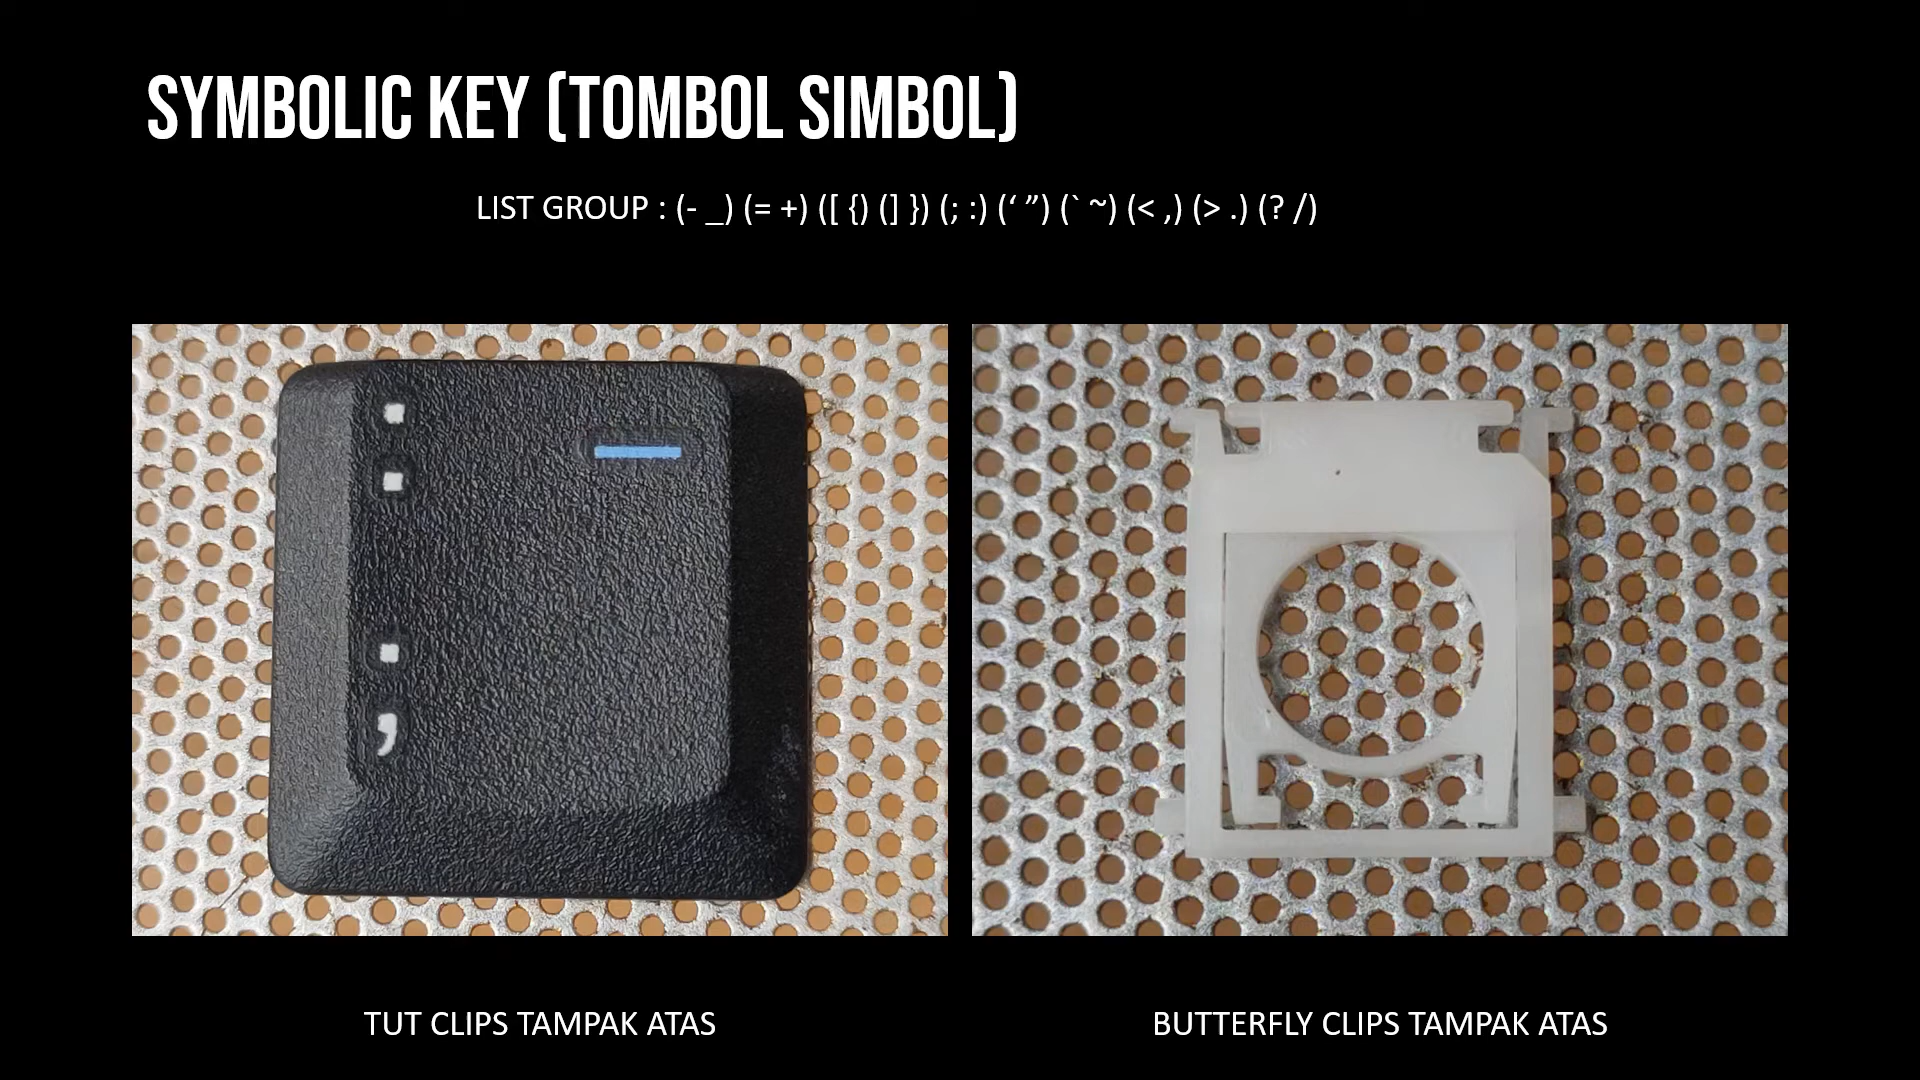 SYMBOLIC KEY (TOMBOL SIMBOL)
LIST GROUP : (- _) (= +) ([ {) (] }) (; :) (‘ ”) (` ~) (< ,) (> .) (? /)
:
;
TUT CLIPS TAMPAK ATAS
BUTTERFLY CLIPS TAMPAK ATAS